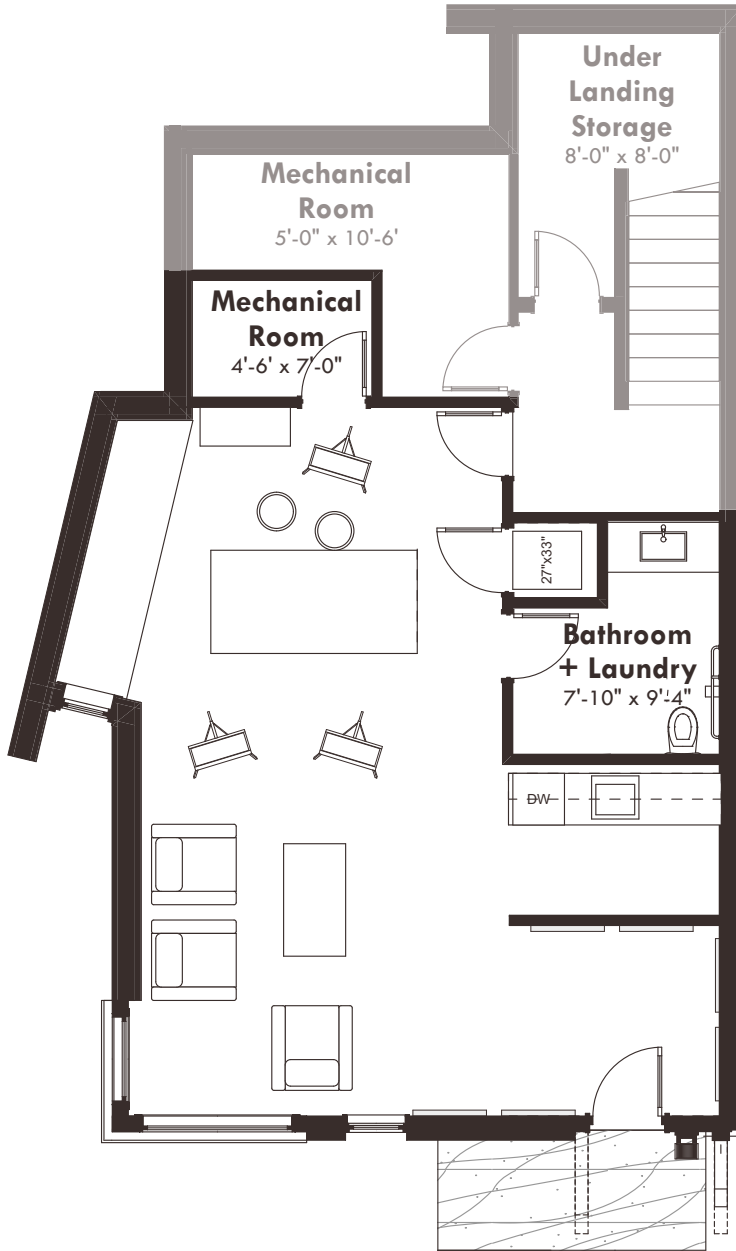 Under
Landing
Storage
8'-0" x 8'-0"
Mechanical
Room
5'-0" x 10'-6'
Mechanical
Room
4'-6' x 7'-0"
27"x33"
Bathroom
+ Laundry
7'-10" x 9'-4"
DW